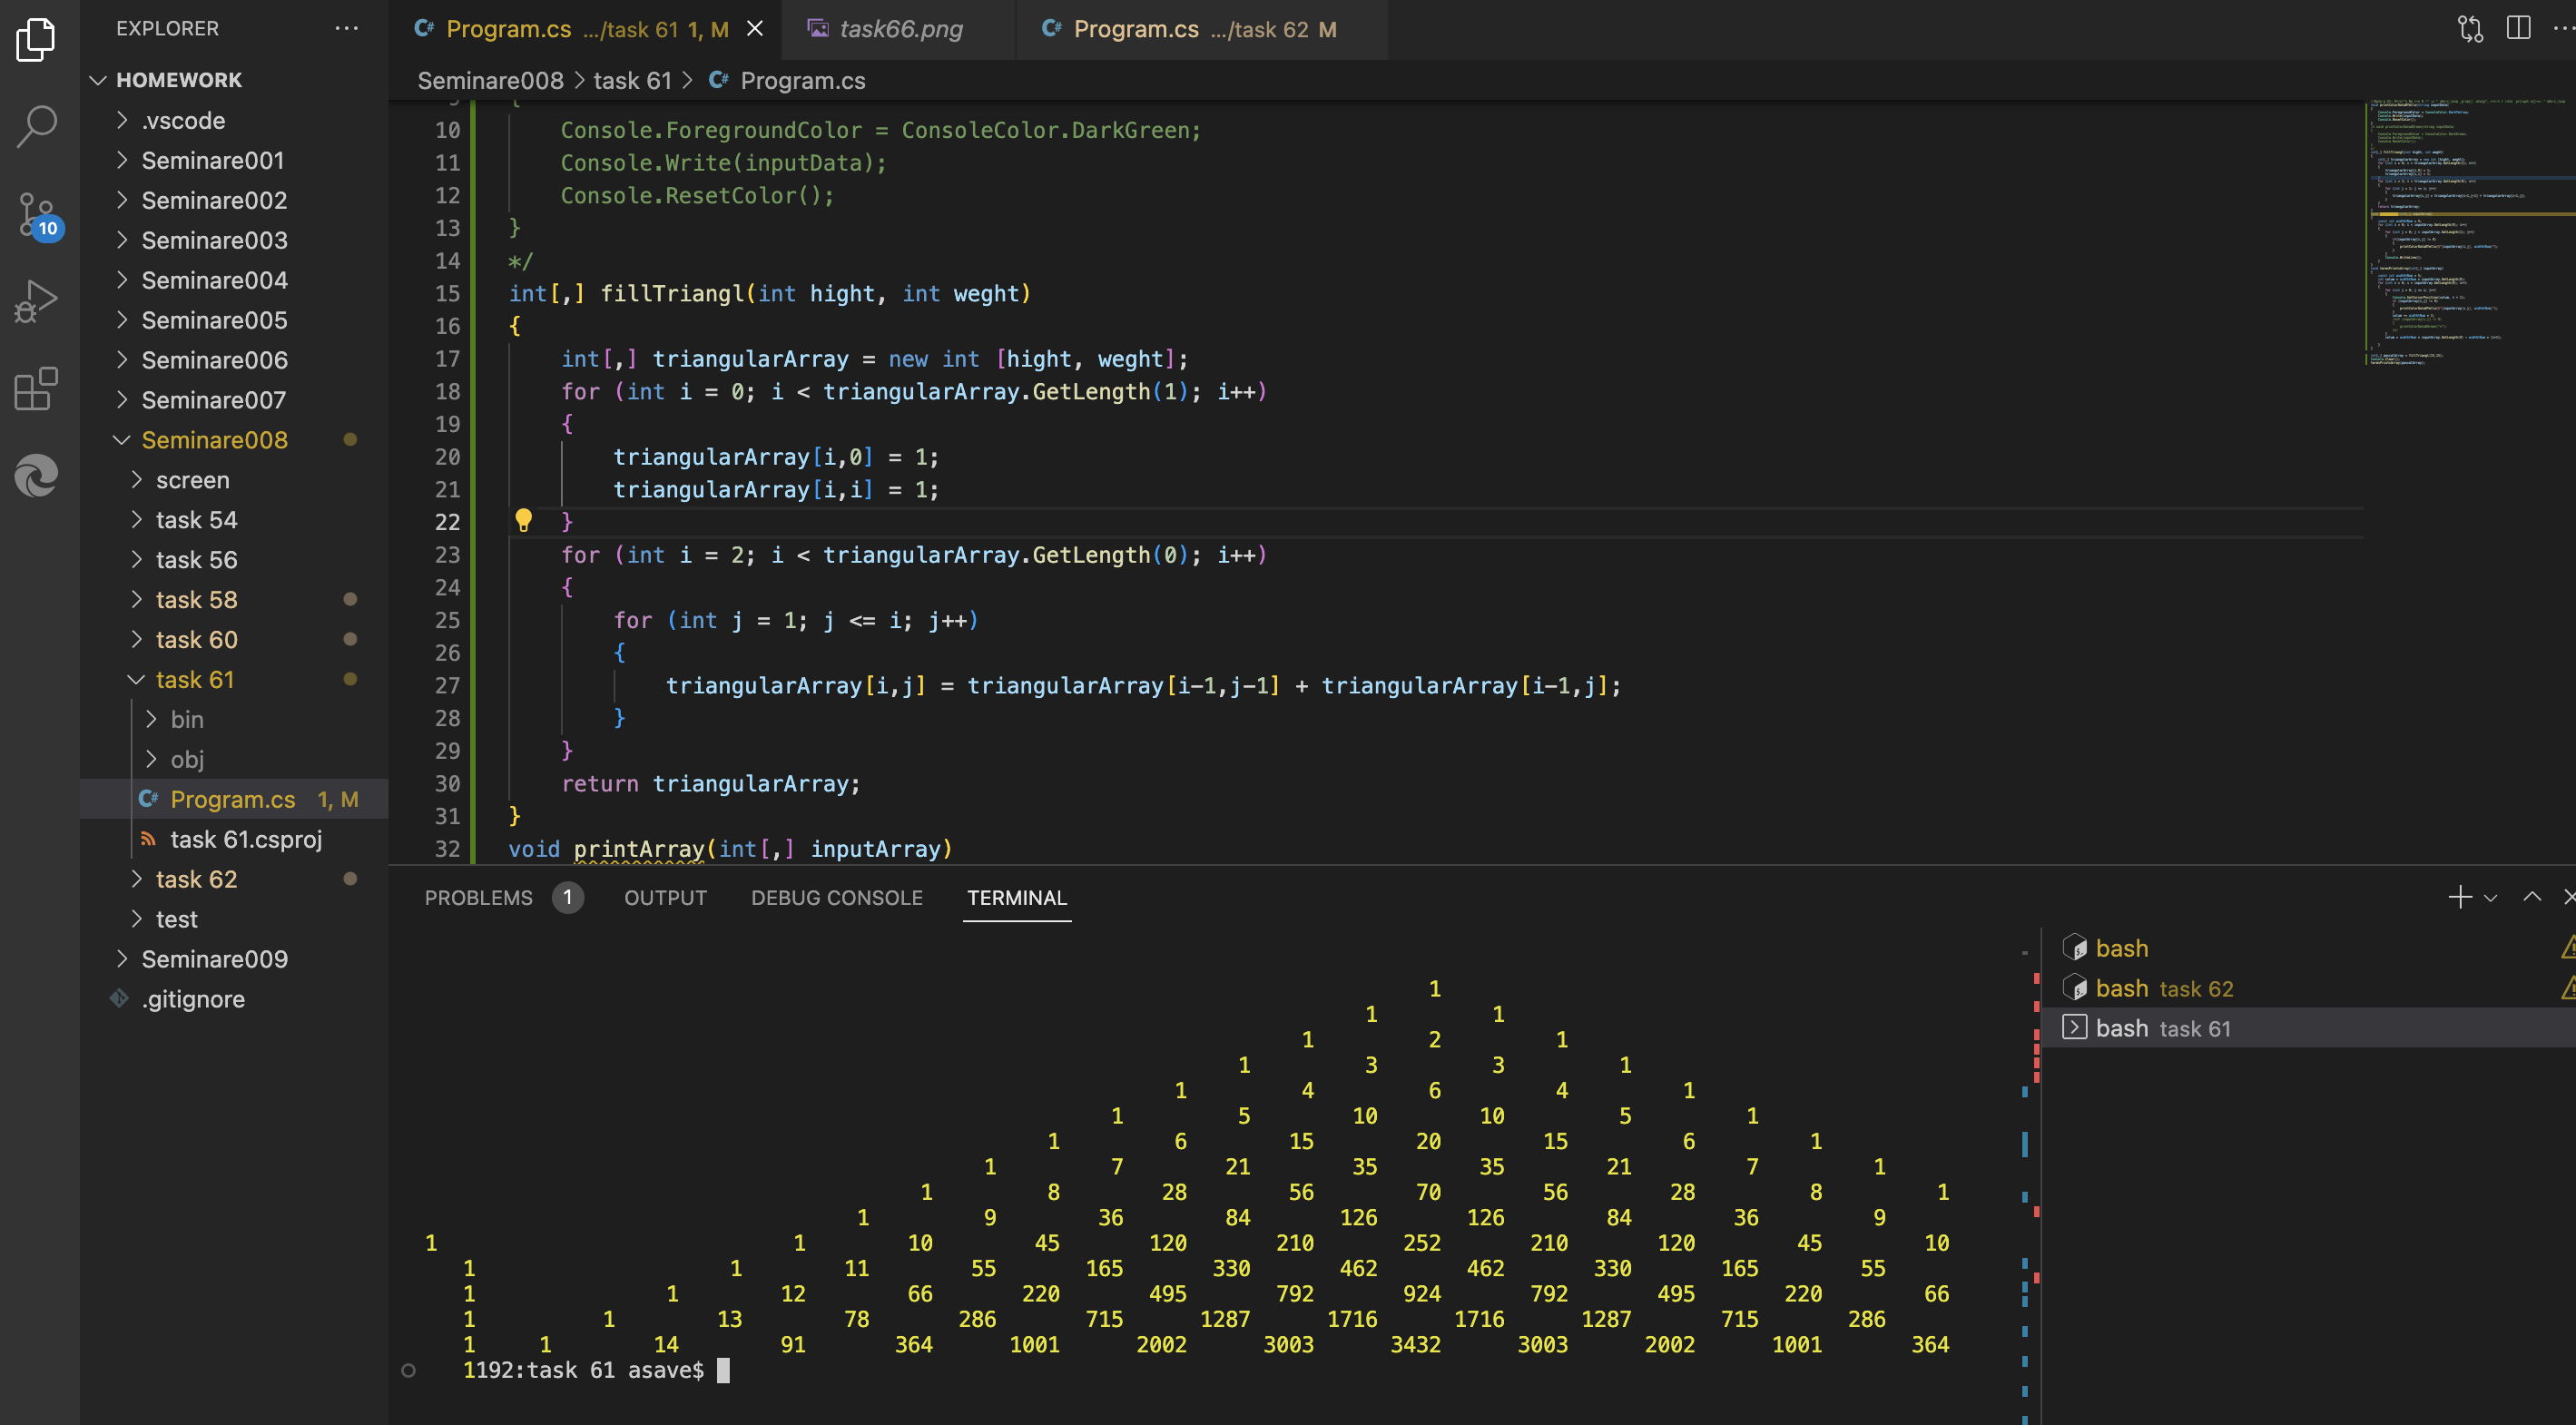 EXPLORER
HOMEWORK
.vscode
Seminare001
Seminare002
Seminare003
Seminare004
Seminare005
Seminare006
Seminare007
Seminare008
screen
task 54
task 56
task 58
task 60
task 61
bin
obj
Program.cs 1, M
task 61.csproj
task 62
test
Seminare009
.gitignore
10
Program.cs .../task 61 1, M
task66.png
Program.cs .../task 62 M
Seminare008 > task 61 > Program.cs
10 Console.ForegroundColor = ConsoleColor.DarkGreen;
11 Console.Write(inputData);
12 Console.ResetColor();
13 }
14 */
15 int[,] fillTriangl(int hight, int weght)
16 {
17 int[,] triangularArray = new int [hight, weght];
18 for (int i = 0; i < triangularArray.GetLength(1); i++)
19 {
20 triangularArray[i,0] = 1;
21 triangularArray[i,i] = 1;
22 }
23 for (int i = 2; i < triangularArray.GetLength(0); i++)
24 {
25 for (int j = 1; j <= i; j++)
26 {
27 triangularArray[i,j] = triangularArray[i-1,j-1] + triangularArray[i-1,j];
28 }
29 }
30 return triangularArray;
31 }
32 void printArray(int[,] inputArray)
PROBLEMS 1 OUTPUT DEBUG CONSOLE TERMINAL
1
1 1
1 2 1
1 3 3 1
1 4 6 4 1
1 5 10 10 5 1
1 6 15 20 15 6 1
1 7 21 35 35 21 7 1
1 8 28 56 70 56 28 8 1
1 9 36 84 126 126 84 36 9
1 1 10 45 120 210 252 210 120 45 10
1 1 11 55 165 330 462 462 330 165 55
1 1 12 66 220 495 792 924 792 495 220 66
1 1 13 78 286 715 1287 1716 1716 1287 715 286
1 1 14 91 364 1001 2002 3003 3432 3003 2002 1001 364
1192:task 61 asave$
bash
bash task 62
bash task 61